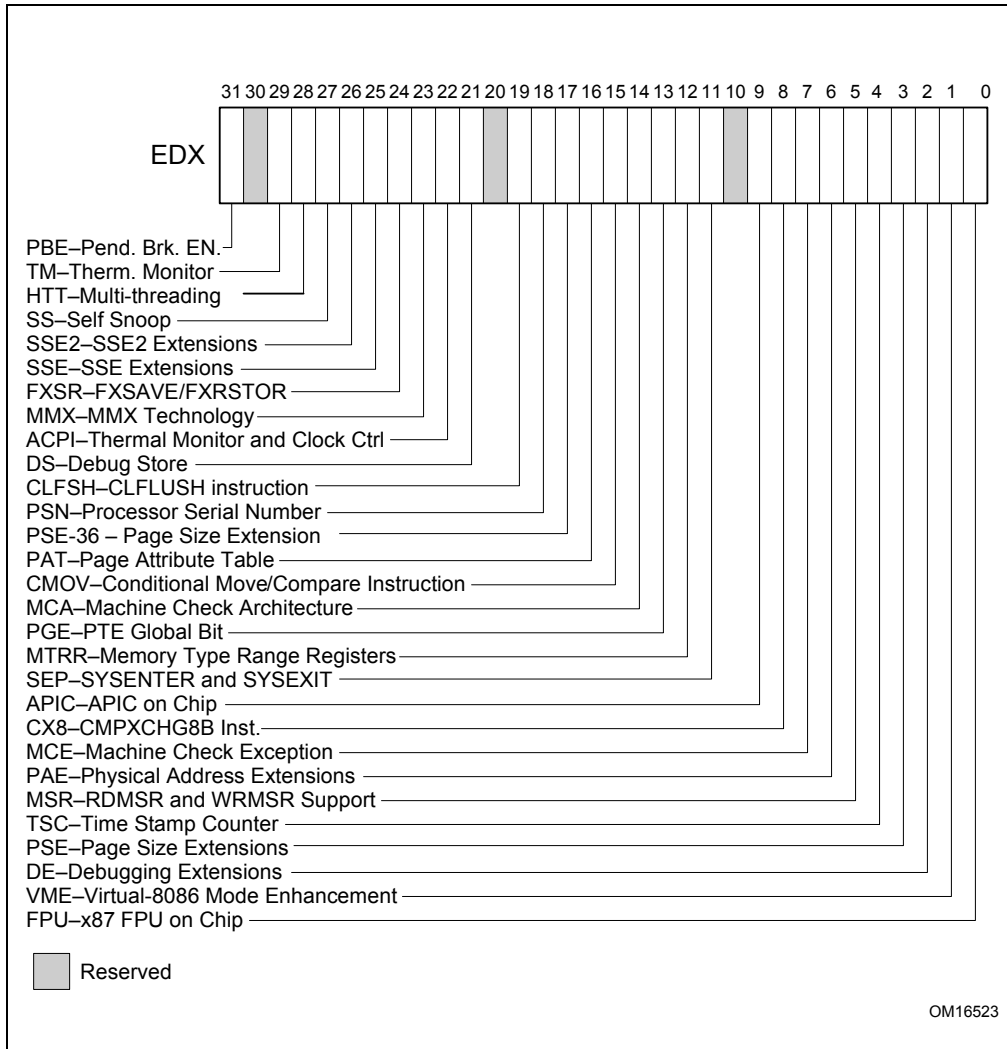 31 30 29 28 27 26 25 24 23 22 21 20 19 18 17 16 15 14 13 12 11 10 9 8 7 6 5 4 3 2 1 0
EDX
PBE–Pend. Brk. EN.
TM–Therm. Monitor
HTT–Multi-threading
SS–Self Snoop
SSE2–SSE2 Extensions
SSE–SSE Extensions
FXSR–FXSAVE/FXRSTOR
MMX–MMX Technology
ACPI–Thermal Monitor and Clock Ctrl
DS–Debug Store
CLFSH–CLFLUSH instruction
PSN–Processor Serial Number
PSE-36 – Page Size Extension
PAT–Page Attribute Table
CMOV–Conditional Move/Compare Instruction
MCA–Machine Check Architecture
PGE–PTE Global Bit
MTRR–Memory Type Range Registers
SEP–SYSENTER and SYSEXIT
APIC–APIC on Chip
CX8–CMPXCHG8B Inst.
MCE–Machine Check Exception
PAE–Physical Address Extensions
MSR–RDMSR and WRMSR Support
TSC–Time Stamp Counter
PSE–Page Size Extensions
DE–Debugging Extensions
VME–Virtual-8086 Mode Enhancement
FPU–x87 FPU on Chip
Reserved
OM16523